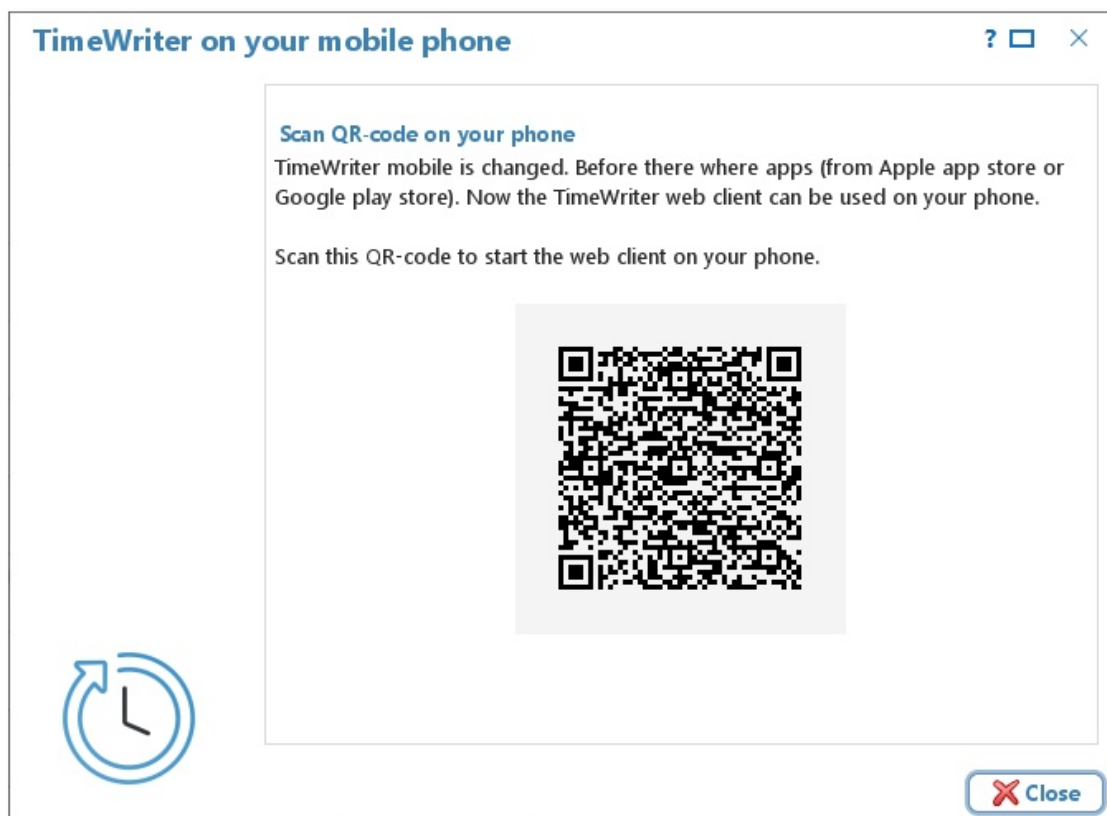 TimeWriter on your mobile phone
?
Scan QR-code on your phone
TimeWriter mobile is changed. Before there where apps (from Apple app store or
Google play store). Now the TimeWriter web client can be used on your phone.
Scan this QR-code to start the web client on your phone.
Close